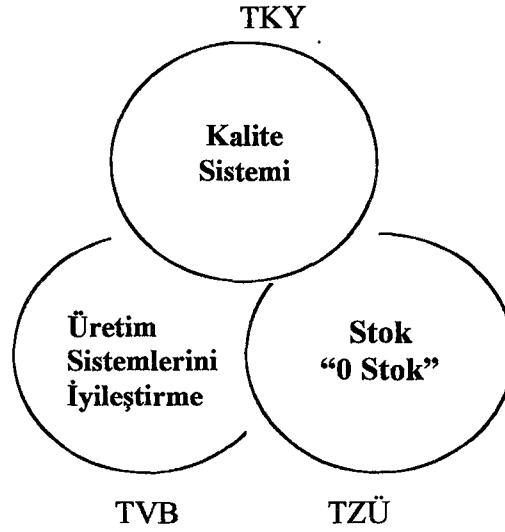 TKY
Kalite
Sistemi
Üretim
Sistemlerini
İyileştirme
Stok
“0 Stok”
TVB
TZÜ